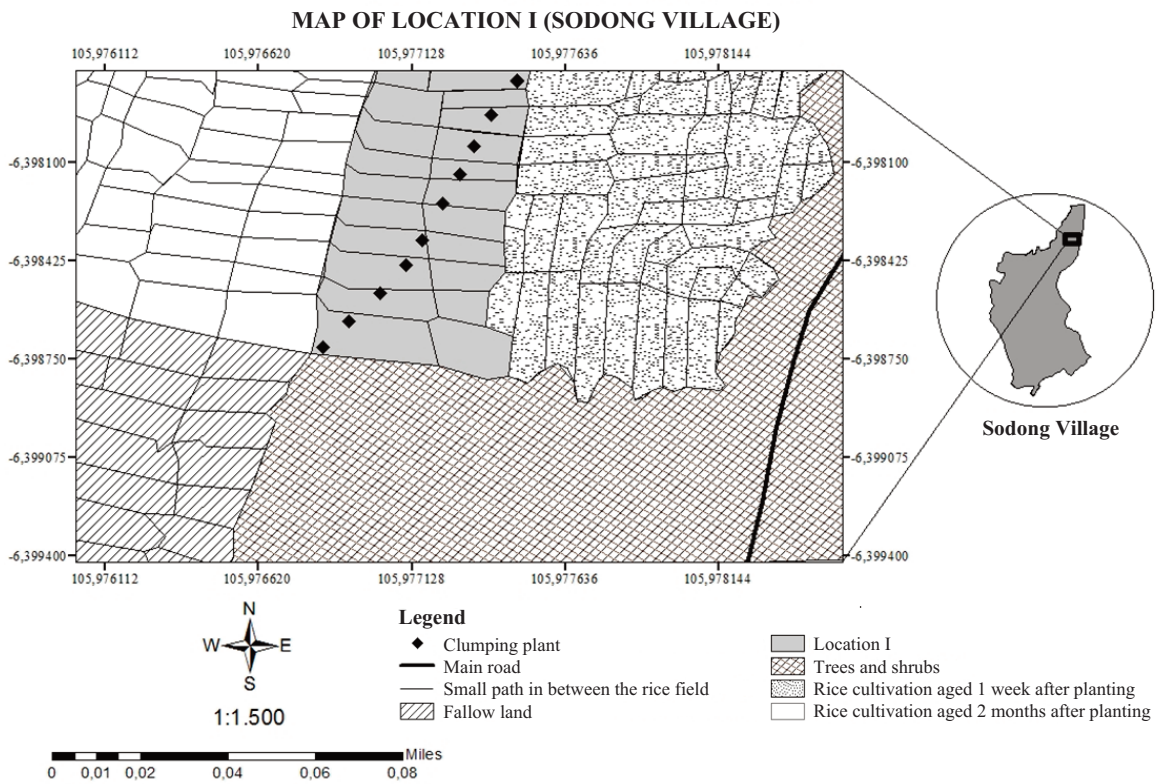 MAP OF LOCATION I (SODONG VILLAGE)
105,976112 105,976620 105,977128 105,977636 105,978144
-6,398100 -6,398100
-6,398425 -6,398425
-6,398750 -6,398750
-6,399075 -6,399075
-6,399400 -6,399400
105,976112 105,976620 105,977128 105,977636 105,978144
Sodong Village
N
W E
S
1:1.500
Legend
Clumping plant
Main road
Small path in between the rice field
Fallow land
Location I
Trees and shrubs
Rice cultivation aged 1 week after planting
Rice cultivation aged 2 months after planting
Miles
0 0,01 0,02 0,04 0,06 0,08